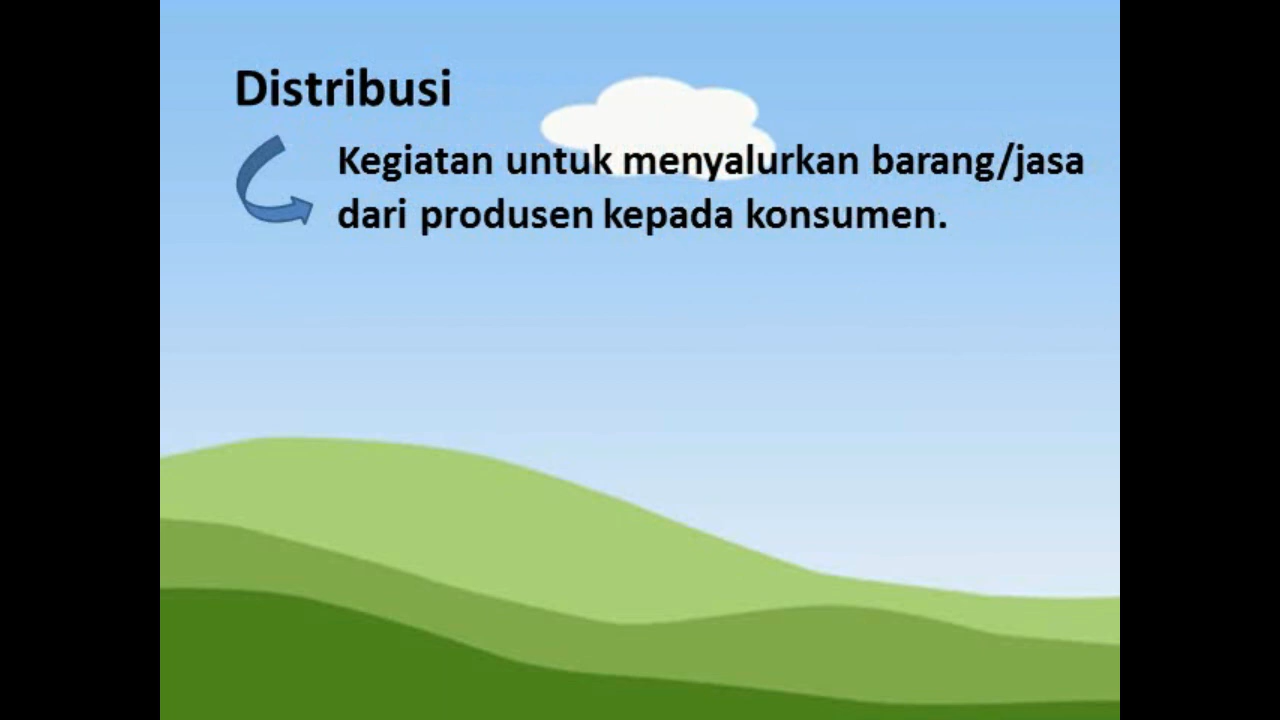 Distribusi
Kegiatan untuk menyalurkan barang/jasa
dari produsen kepada konsumen.